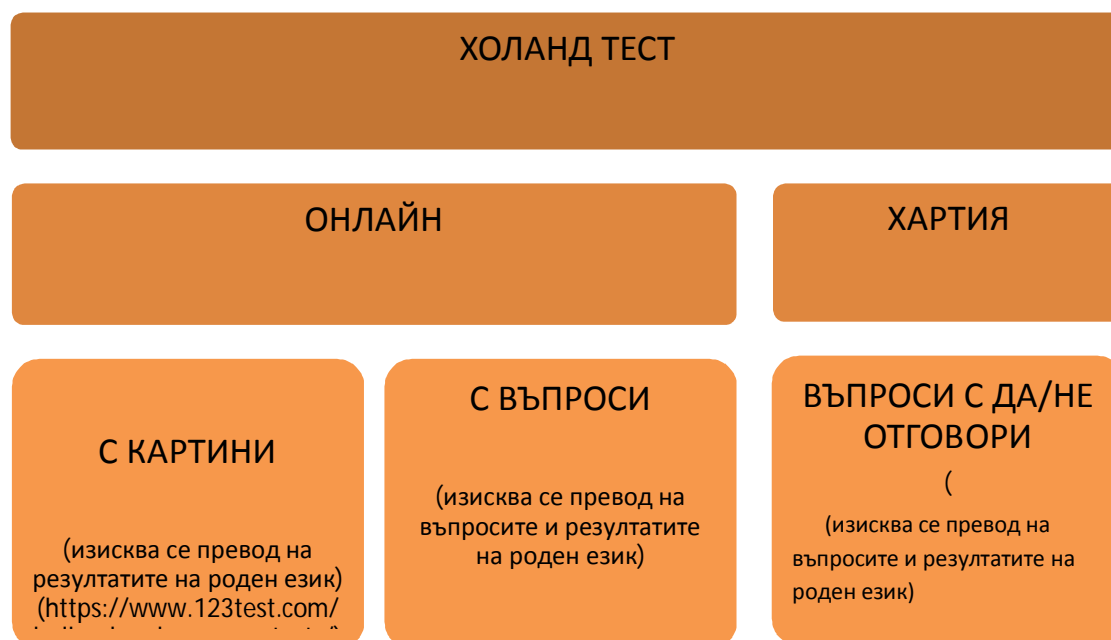 ХОЛАНД ТЕСТ
ОНЛАЙН
ХАРТИЯ
С КАРТИНИ
(изисква се превод на
резултатите на роден език)
(https://www.123test.com/
С ВЪПРОСИ
(изисква се превод на
въпросите и резултатите
на роден език)
ВЪПРОСИ С ДА/НЕ
ОТГОВОРИ
(
(изисква се превод на
въпросите и резултатите на
роден език)